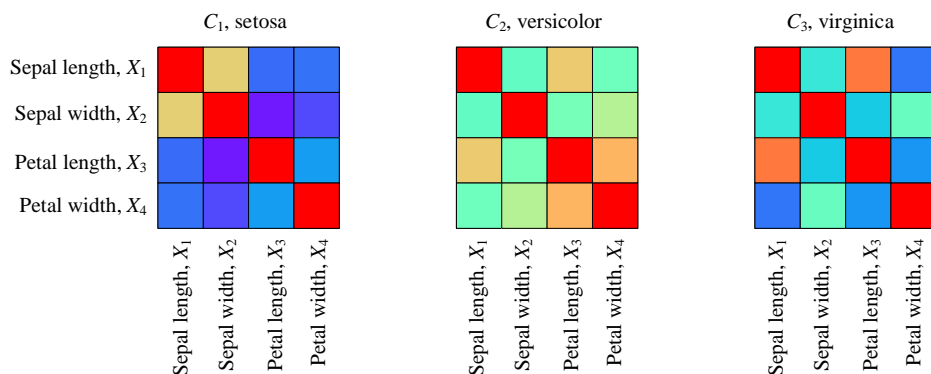 C₁, setosa
C₂, versicolor
C₃, virginica
Sepal length, X₁
Sepal width, X₂
Petal length, X₃
Petal width, X₄
Sepal length, X₁
Sepal width, X₂
Petal length, X₃
Petal width, X₄
Sepal length, X₁
Sepal width, X₂
Petal length, X₃
Petal width, X₄
Sepal length, X₁
Sepal width, X₂
Petal length, X₃
Petal width, X₄